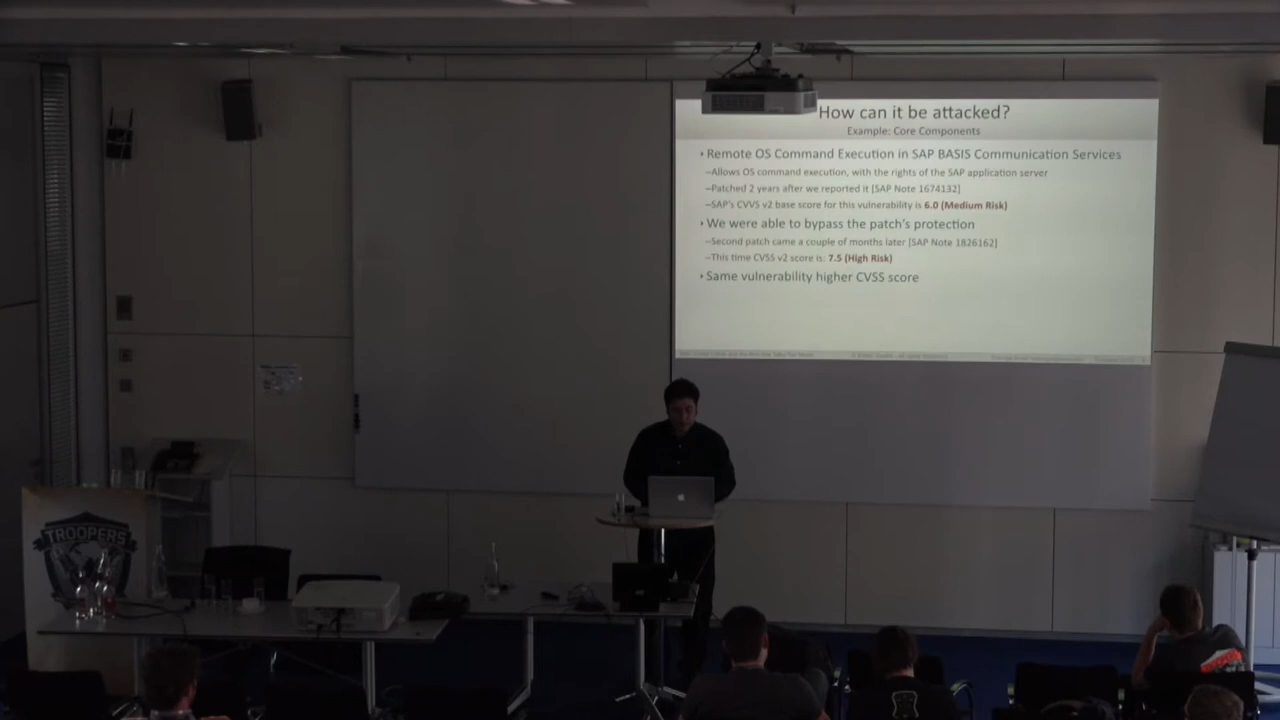 How can it be attacked?
Example: Core Components
• Remote OS Command Execution in SAP BASIS Communication Services
–Allows OS command execution, with the rights of the SAP application server
–Patched 2 years after we reported it [SAP Note 1674132]
–SAP's CVVS v2 base score for this vulnerability is 6.0 (Medium Risk)
• We were able to bypass the patch's protection
–Second patch came a couple of months later [SAP Note 1826162]
–This time CVSS v2 score is: 7.5 (High Risk)
• Same vulnerability higher CVSS score
TROOPERS